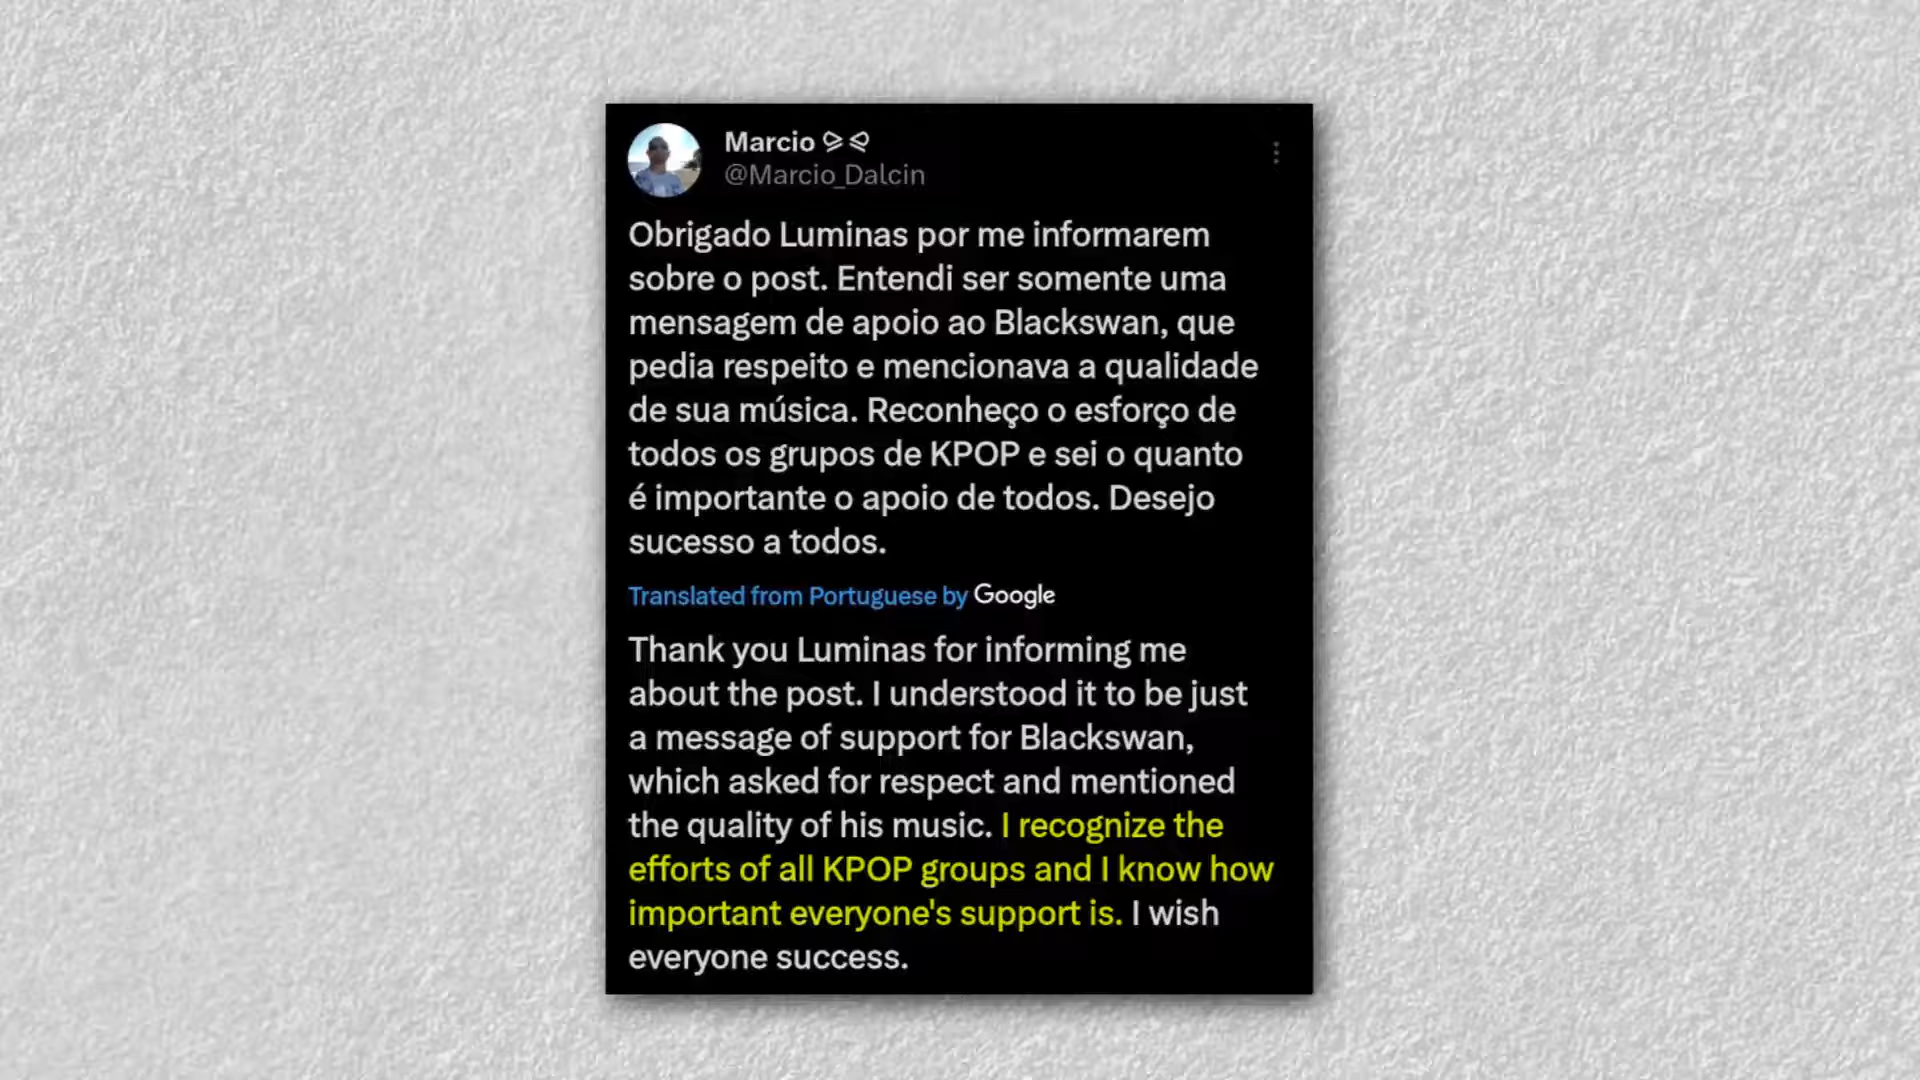 Marcio ⪧⪦
@Marcio_Dalcin
Obrigado Luminas por me informarem
sobre o post. Entendi ser somente uma
mensagem de apoio ao Blackswan, que
pedia respeito e mencionava a qualidade
de sua música. Reconheço o esforço de
todos os grupos de KPOP e sei o quanto
é importante o apoio de todos. Desejo
sucesso a todos.
Translated from Portuguese by Google
Thank you Luminas for informing me
about the post. I understood it to be just
a message of support for Blackswan,
which asked for respect and mentioned
the quality of his music. I recognize the
efforts of all KPOP groups and I know how
important everyone's support is. I wish
everyone success.